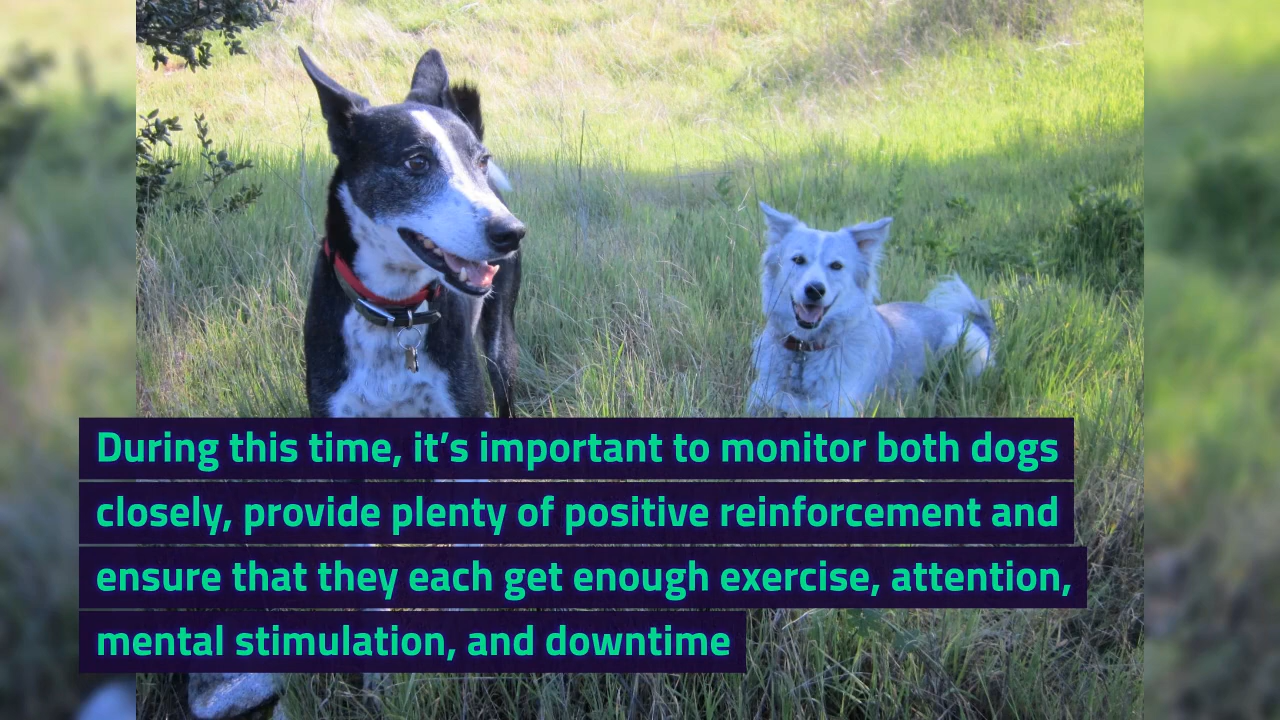 During this time, it’s important to monitor both dogs
closely, provide plenty of positive reinforcement and
ensure that they each get enough exercise, attention,
mental stimulation, and downtime